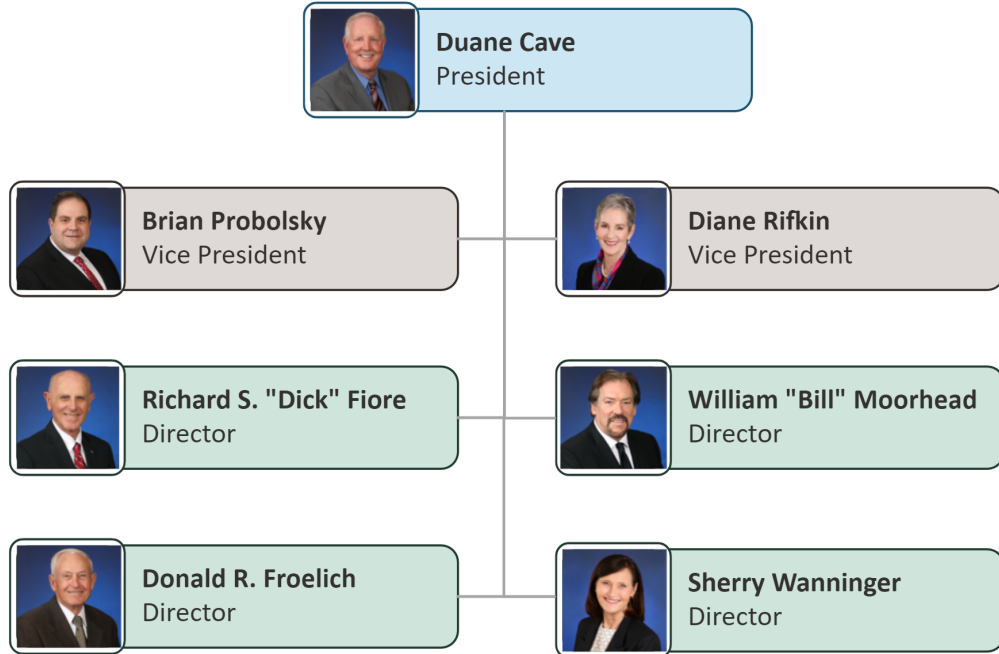 Duane Cave
President
Brian Probolsky
Vice President
Diane Rifkin
Vice President
Richard S. "Dick" Fiore
Director
William "Bill" Moorhead
Director
Donald R. Froelich
Director
Sherry Wanninger
Director